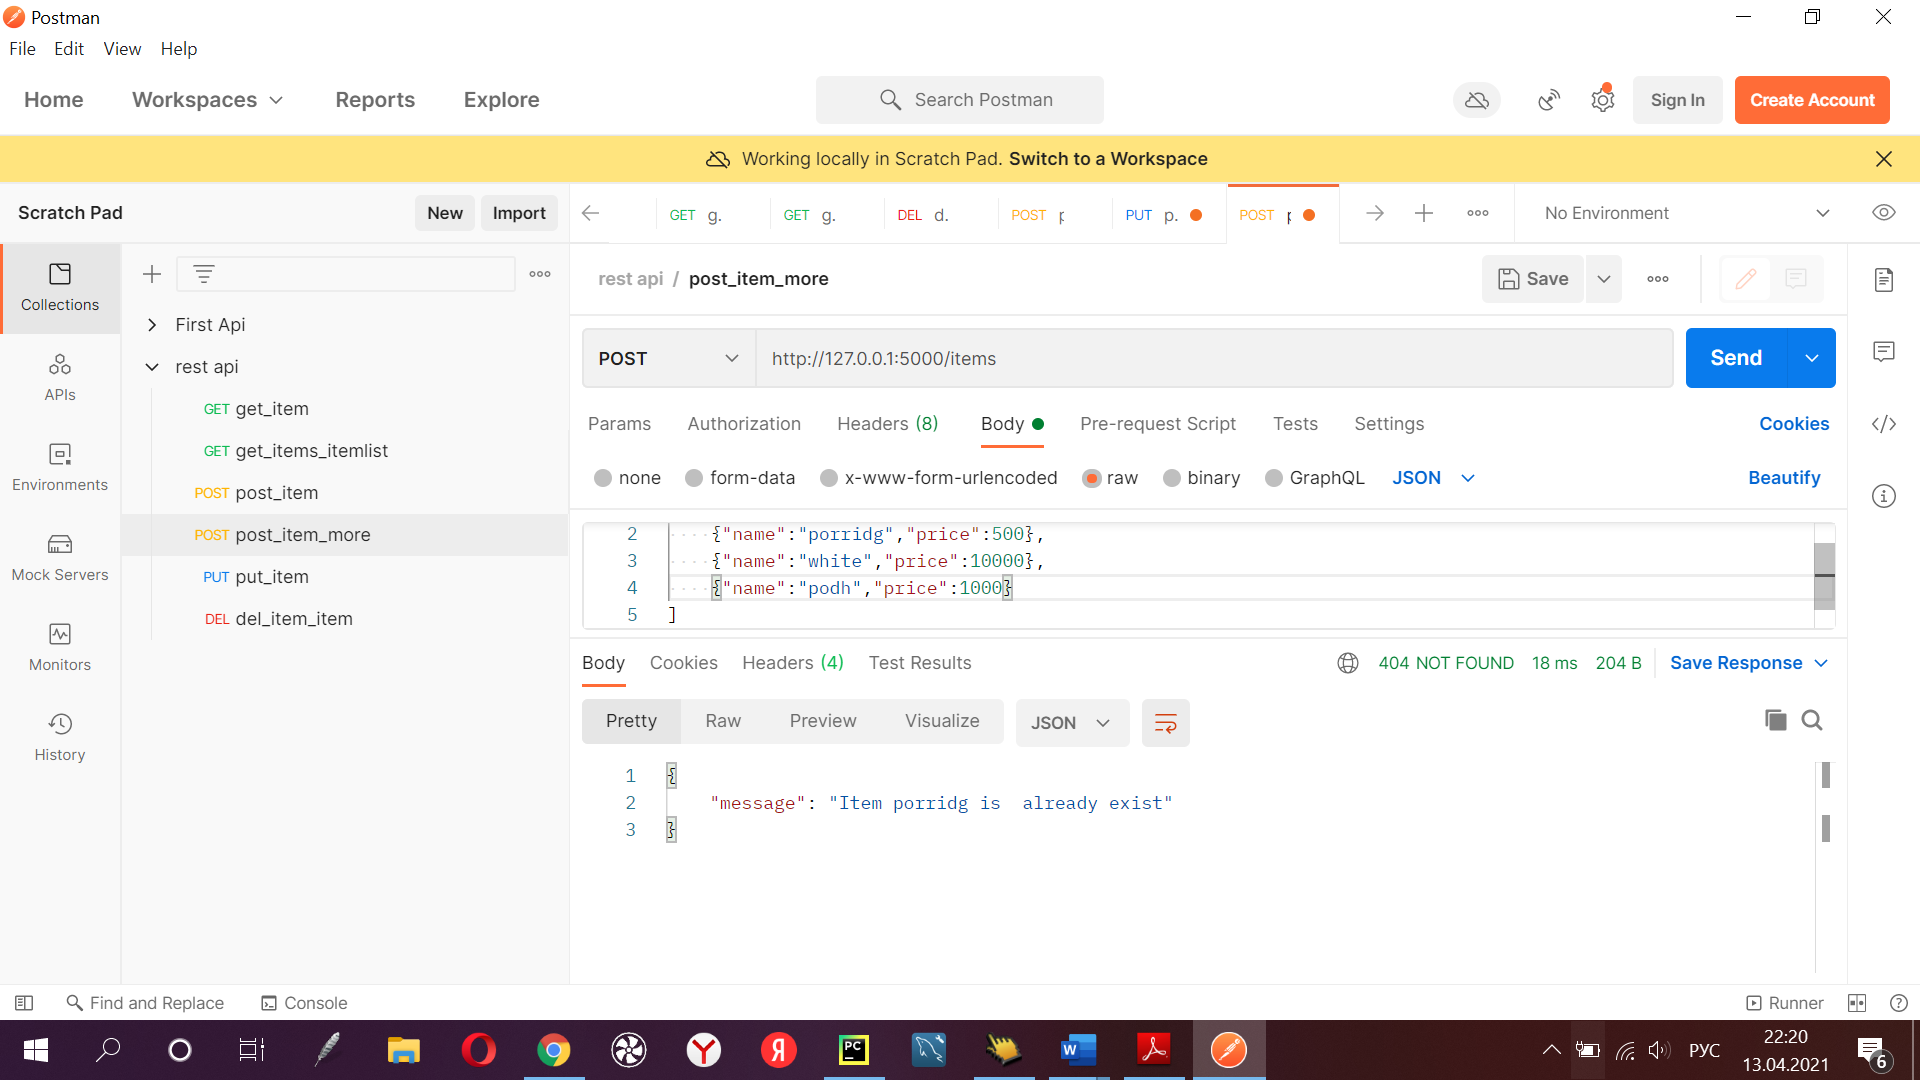 Postman
File Edit View Help
Home Workspaces Reports Explore Search Postman Sign In Create Account
Working locally in Scratch Pad. Switch to a Workspace
Scratch Pad New Import GET g. GET g. DEL d. POST PUT p. POST No Environment
Collections
APIs
Environments
Mock Servers
Monitors
History
First Api
rest api
GET get_item
GET get_items_itemlist
POST post_item
POST post_item_more
PUT put_item
DEL del_item_item
rest api / post_item_more Save
POST http://127.0.0.1:5000/items Send
Params Authorization Headers (8) Body Pre-request Script Tests Settings Cookies
none form-data x-www-form-urlencoded raw binary GraphQL JSON Beautify
2 {"name":"porridg","price":500},
3 {"name":"white","price":10000},
4 {"name":"podh","price":1000}
5 ]
Body Cookies Headers (4) Test Results 404 NOT FOUND 18 ms 204 B Save Response
Pretty Raw Preview Visualize JSON
1 {
2 "message": "Item porridg is  already exist"
3 }
Find and Replace Console Runner
PC W Я РУС 22:20
13.04.2021 6